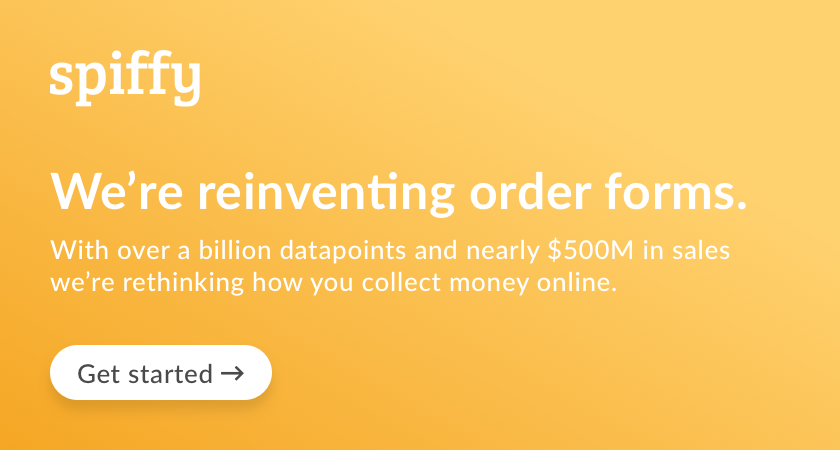 spiffy
We’re reinventing order forms.
With over a billion datapoints and nearly $500M in sales
we’re rethinking how you collect money online.
Get started →